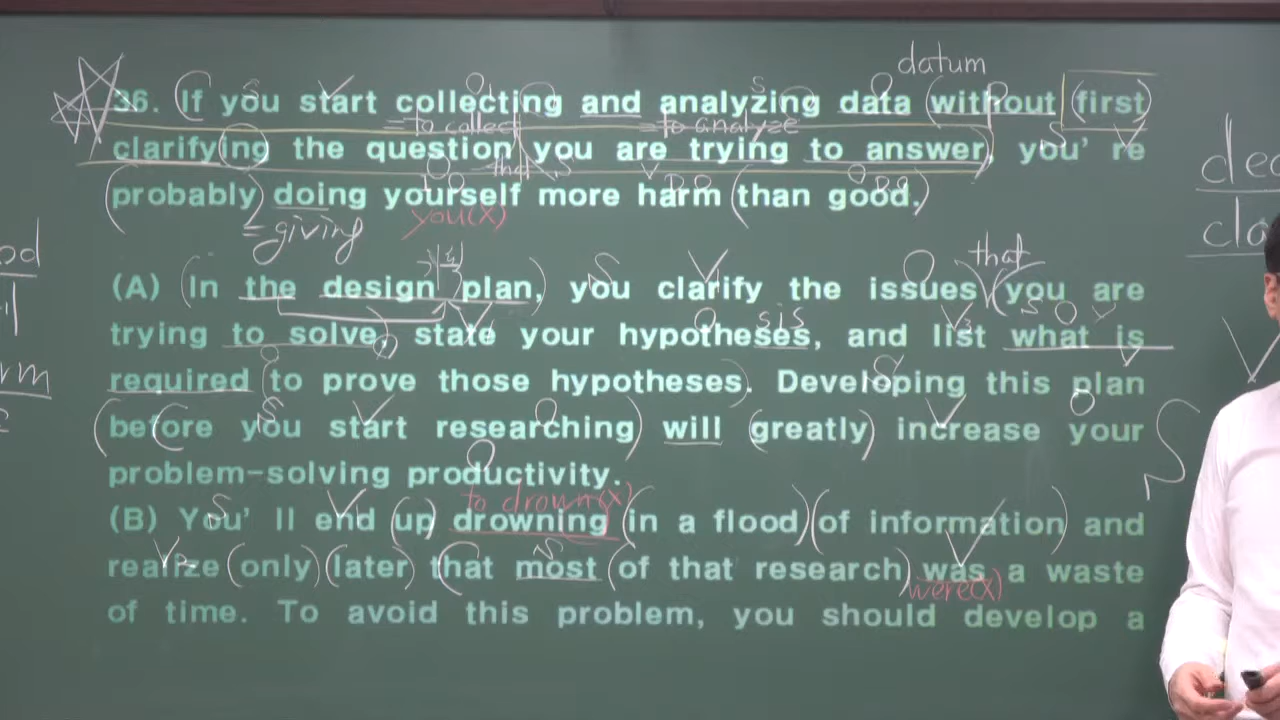 datum
36. If you start collecting and analyzing data without first
= to collect = to analyze
clarifying the question you are trying to answer, you' re
that
probably doing yourself more harm than good.
= giving you(x)
that
(A) In the design plan, you clarify the issues you are
trying to solve, state your hypotheses, and list what is
sis
required to prove those hypotheses. Developing this plan
before you start researching will greatly increase your
problem-solving productivity.
to drown(x)
(B) You' ll end up drowning in a flood of information and
realize only later that most of that research was a waste
were(x)
of time. To avoid this problem, you should develop a